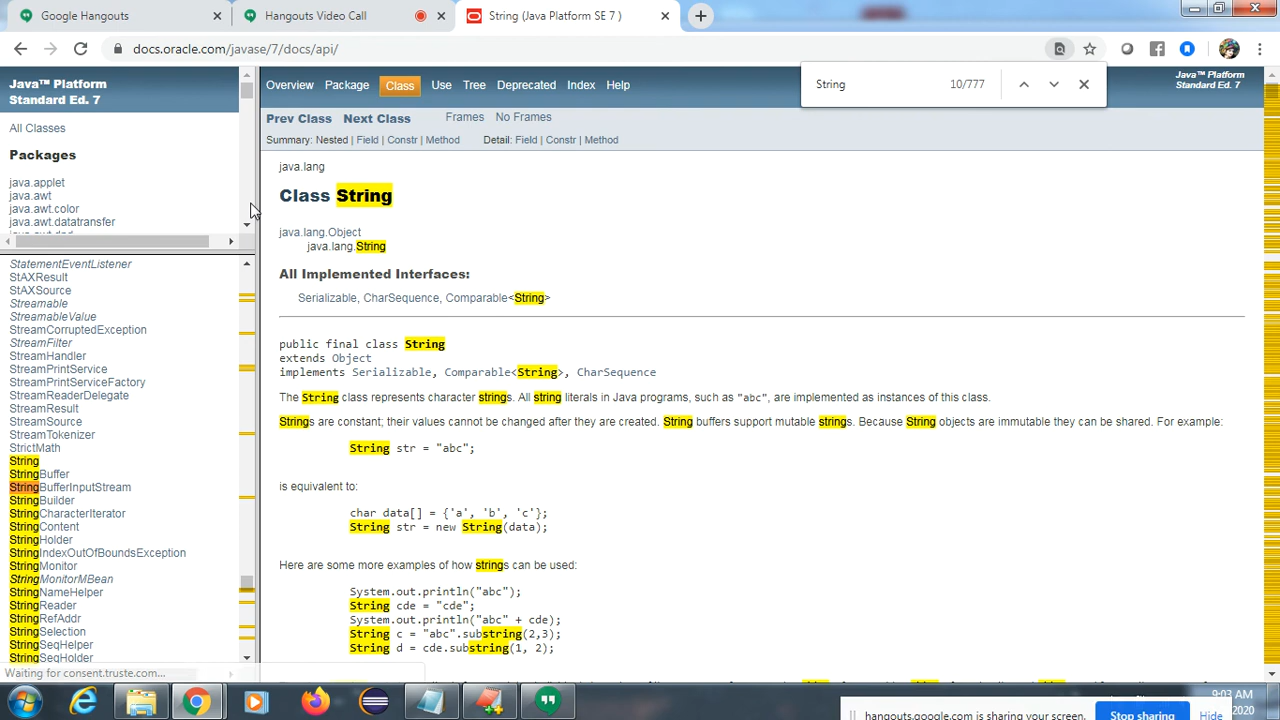 Google Hangouts
Hangouts Video Call
String (Java Platform SE 7 )
docs.oracle.com/javase/7/docs/api/
String 10/777
Java™ Platform
Standard Ed. 7
All Classes
Packages
java.applet
java.awt
java.awt.color
java.awt.datatransfer
StatementEventListener
StAXResult
StAXSource
Streamable
StreamableValue
StreamCorruptedException
StreamFilter
StreamHandler
StreamPrintService
StreamPrintServiceFactory
StreamReaderDelegate
StreamResult
StreamSource
StreamTokenizer
StrictMath
String
StringBuffer
StringBufferInputStream
StringBuilder
StringCharacterIterator
StringContent
StringHolder
StringIndexOutOfBoundsException
StringMonitor
StringMonitorMBean
StringNameHelper
StringReader
StringRefAddr
StringSelection
StringSeqHelper
StringSeqHolder
Waiting for consent.truste.com...
Overview Package Class Use Tree Deprecated Index Help
Java™ Platform
Standard Ed. 7
Prev Class Next Class Frames No Frames
Summary: Nested | Field | Constr | Method Detail: Field | Constr | Method
java.lang
Class String
java.lang.Object
java.lang.String
All Implemented Interfaces:
Serializable, CharSequence, Comparable<String>
public final class String
extends Object
implements Serializable, Comparable<String>, CharSequence
The String class represents character strings. All string literals in Java programs, such as "abc", are implemented as instances of this class.
Strings are constant; their values cannot be changed after they are created. String buffers support mutable strings. Because String objects are immutable they can be shared. For example:
String str = "abc";
is equivalent to:
char data[] = {'a', 'b', 'c'};
String str = new String(data);
Here are some more examples of how strings can be used:
System.out.println("abc");
String cde = "cde";
System.out.println("abc" + cde);
String c = "abc".substring(2,3);
String d = cde.substring(1, 2);
hangouts.google.com is sharing your screen.
Stop sharing
Hide
9:03 AM
2020